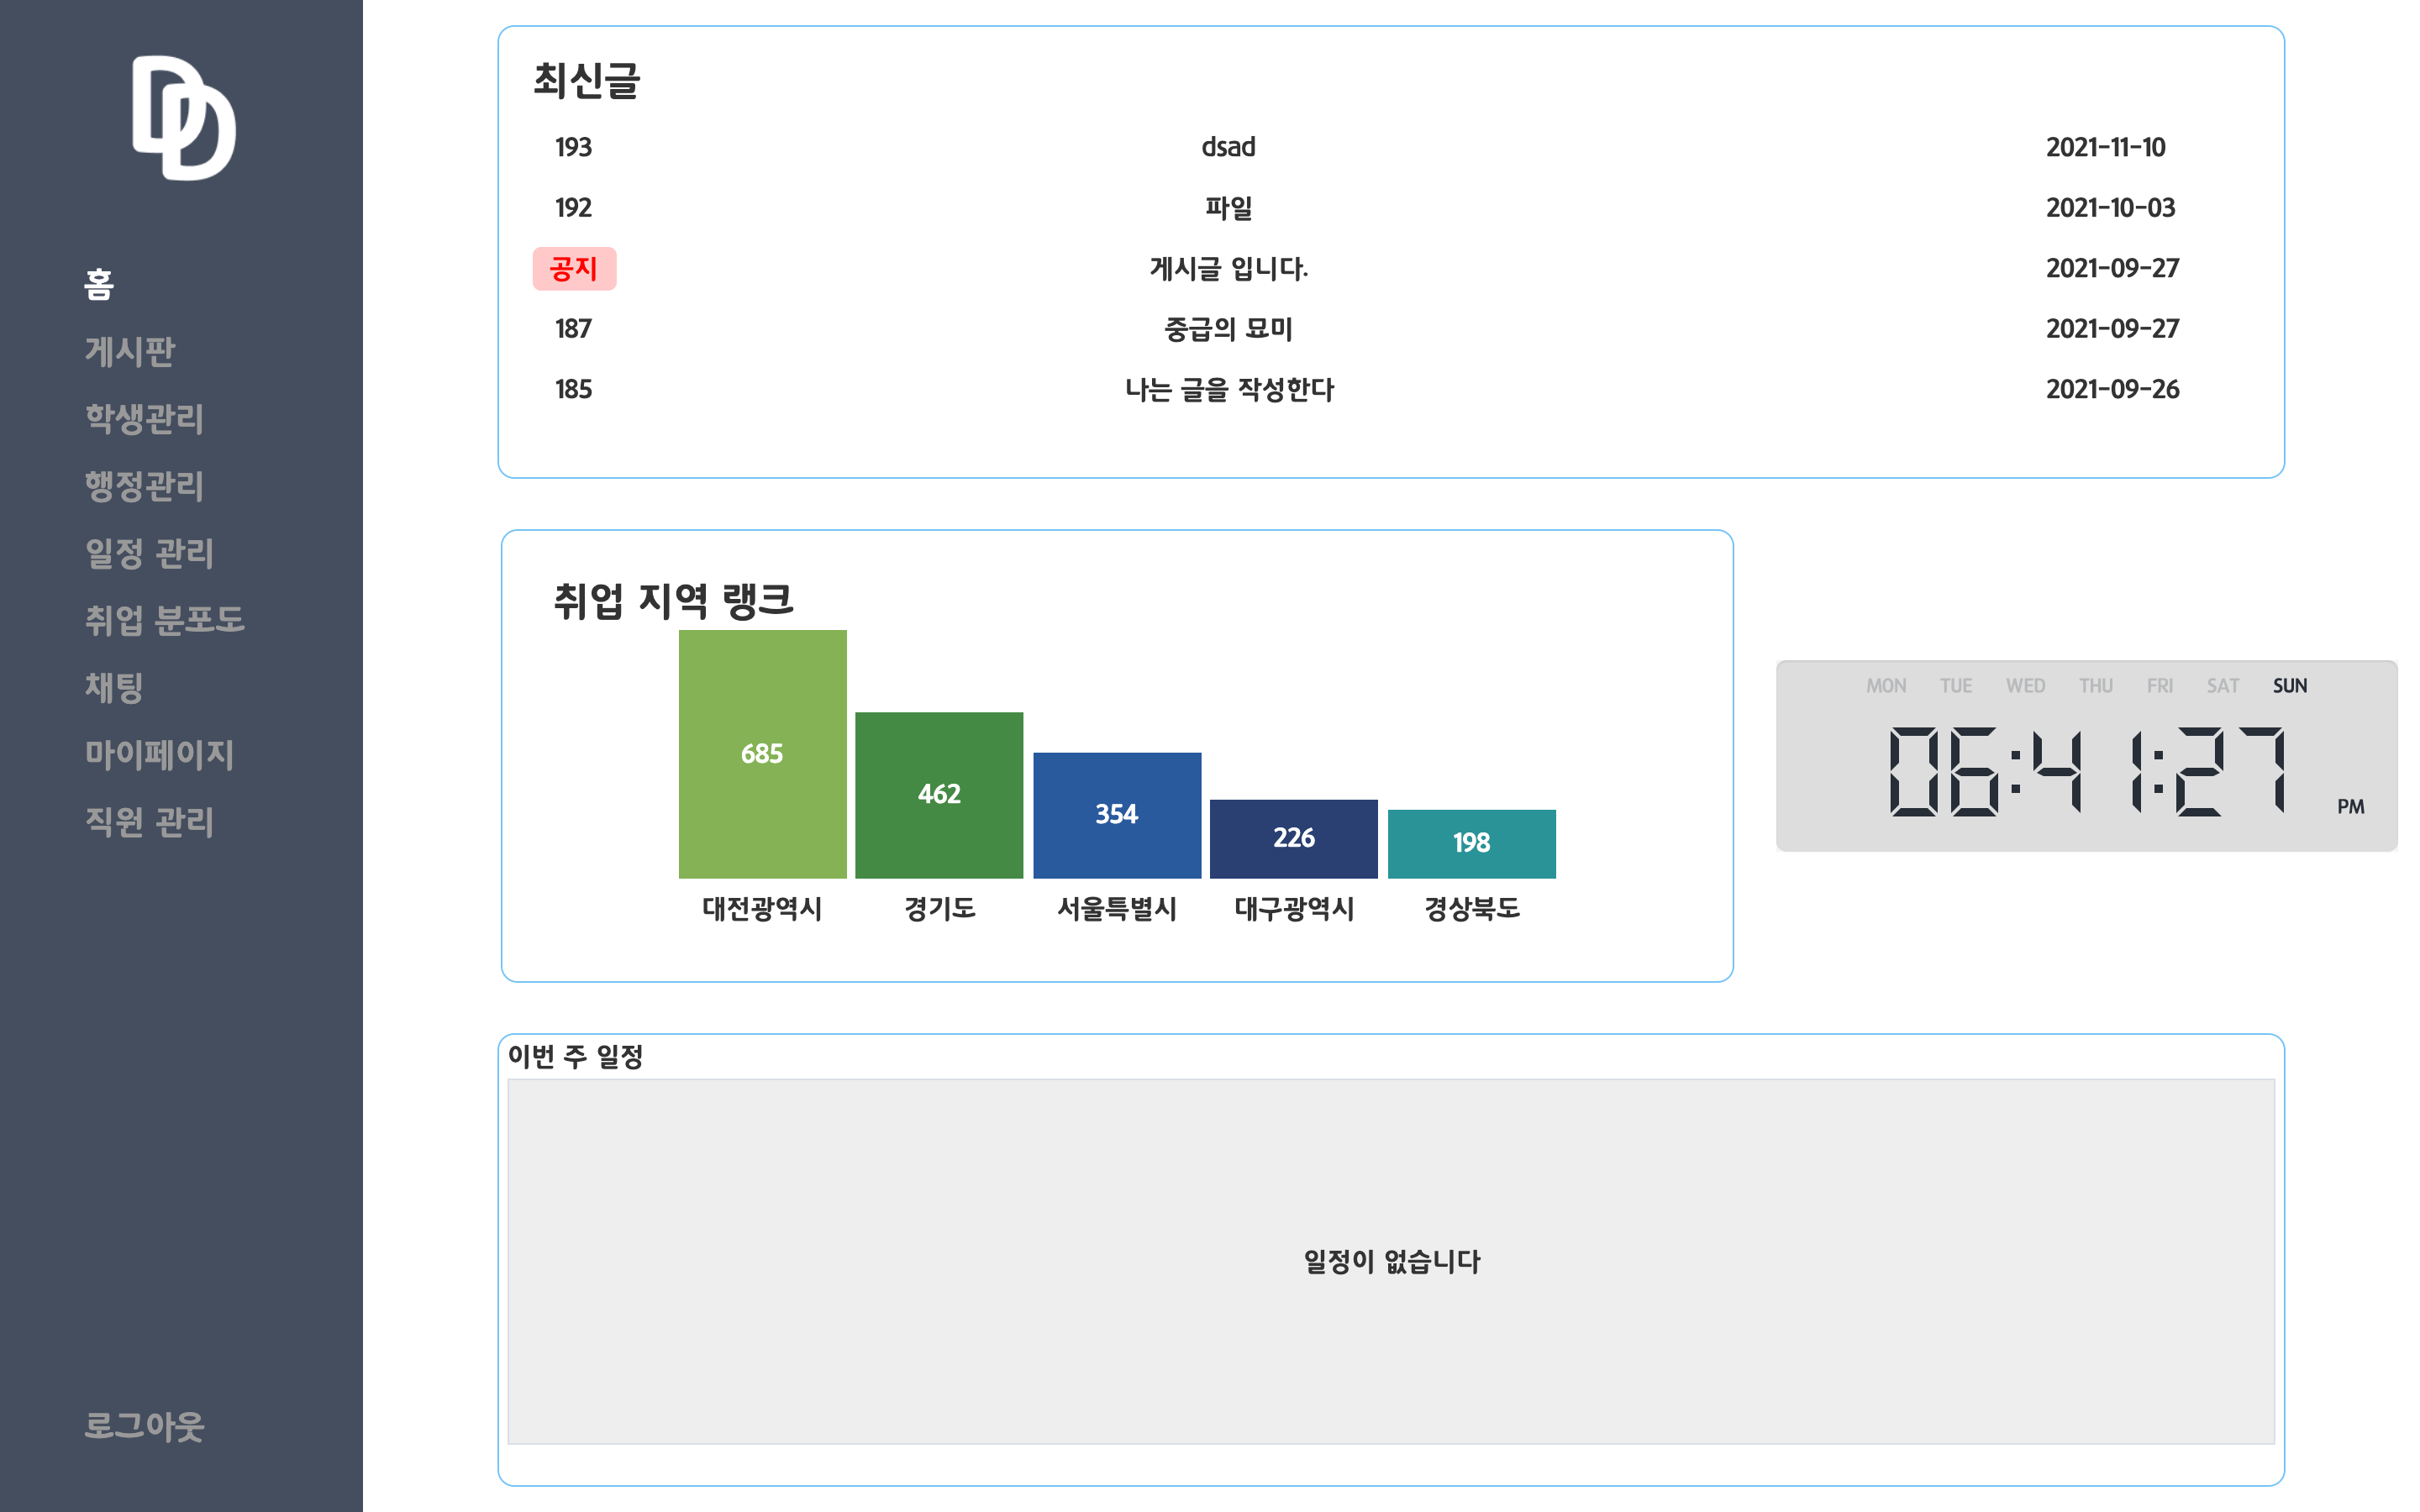 DD
홈
게시판
학생관리
행정관리
일정 관리
취업 분포도
채팅
마이페이지
직원 관리
로그아웃
최신글
193 dsad 2021-11-10
192 파일 2021-10-03
공지 게시글 입니다. 2021-09-27
187 중급의 묘미 2021-09-27
185 나는 글을 작성한다 2021-09-26
취업 지역 랭크
685 462 354 226 198
대전광역시 경기도 서울특별시 대구광역시 경상북도
MON TUE WED THU FRI SAT SUN
06:41:27 PM
이번 주 일정
일정이 없습니다